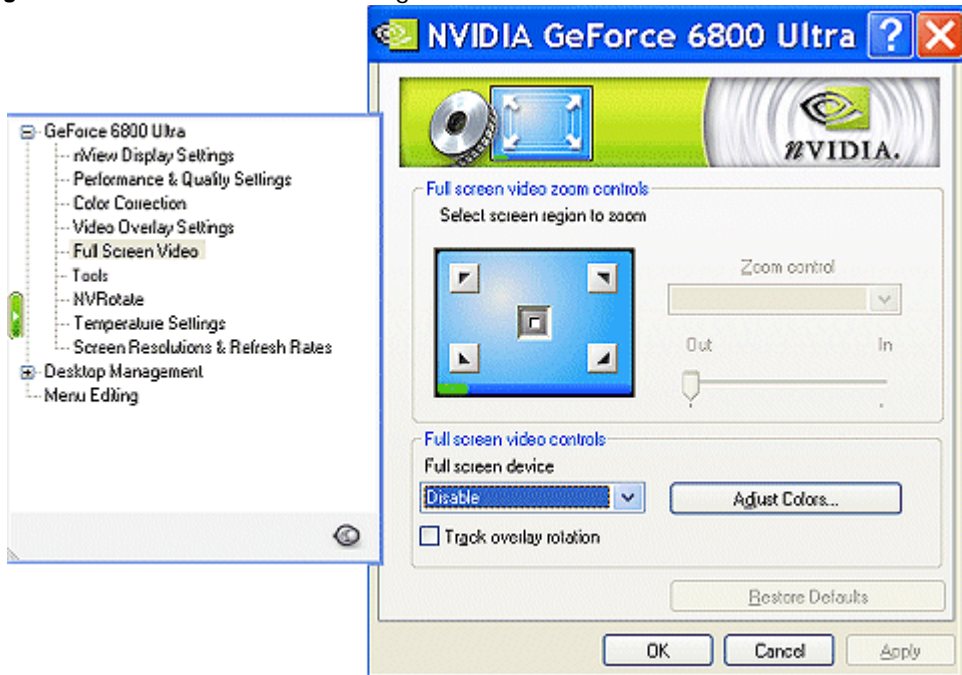 NVIDIA GeForce 6800 Ultra
GeForce 6800 Ultra
nView Display Settings
Performance & Quality Settings
Color Correction
Video Overlay Settings
Full Screen Video
Tools
NVRotate
Temperature Settings
Screen Resolutions & Refresh Rates
Desktop Management
Menu Editing
nVIDIA.
Full screen video zoom controls
Select screen region to zoom
Zoom control
Out In
Full screen video controls
Full screen device
Disable
Adjust Colors...
Track overlay rotation
Restore Defaults
OK Cancel Apply